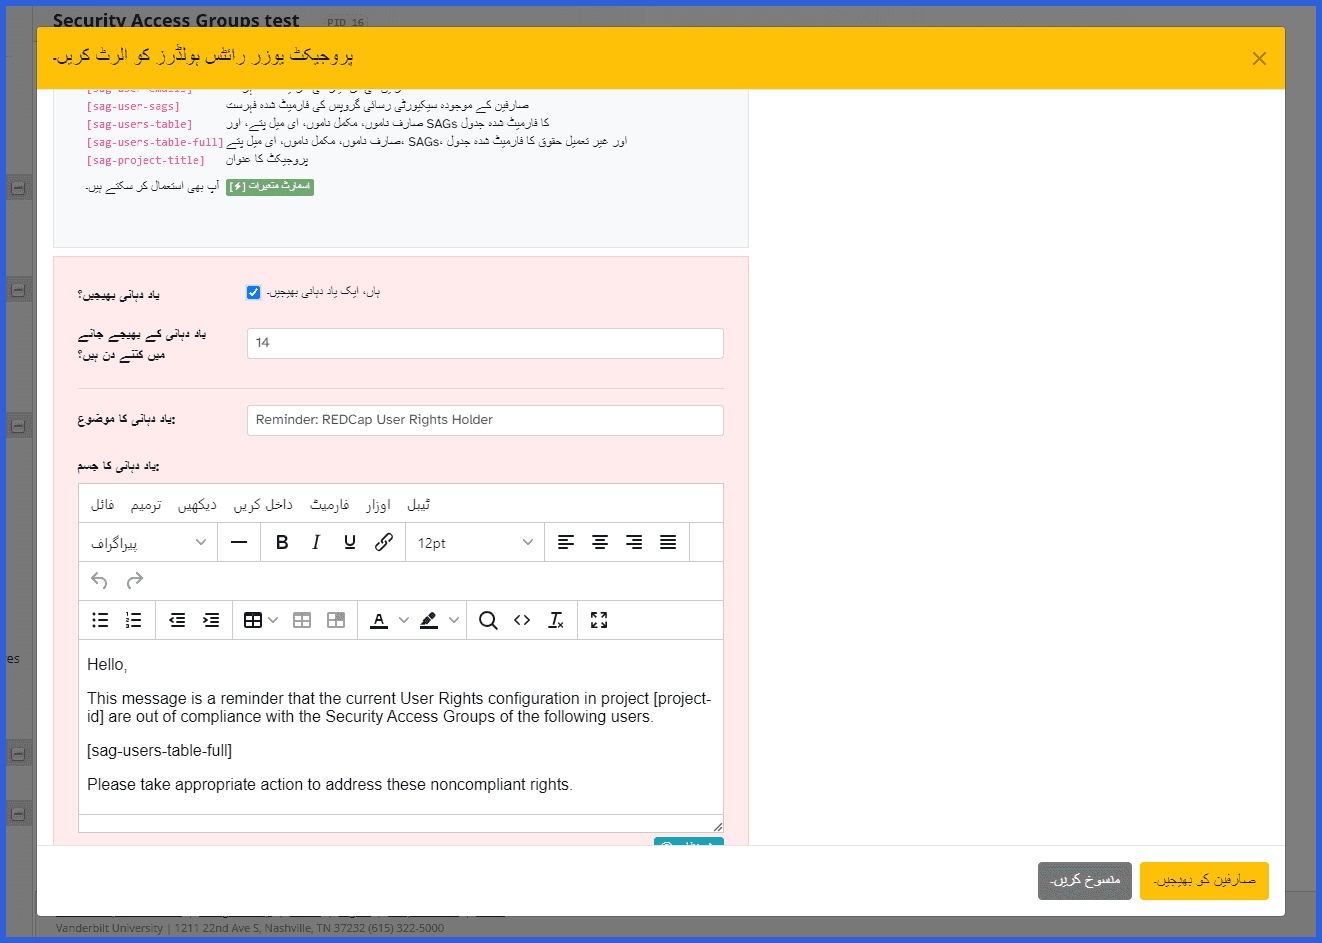 Security Access Groups test PID 16
پروجیکٹ یوزر رائٹس ہولڈرز کو الرٹ کریں۔
[sag-user-emails]
[sag-user-sags] صارفین کے موجودہ سیکیورٹی رسائی گروپس کی فارمیٹ شدہ فہرست
[sag-users-table] صارف ناموں، مکمل ناموں، ای میل پتے، اور SAGs کا فارمیٹ شدہ جدول
[sag-users-table-full] صارف ناموں، مکمل ناموں، ای میل پتے، SAGs، اور غیر تعمیل حقوق کا فارمیٹ شدہ جدول
[sag-project-title] پروجیکٹ کا عنوان
آپ بھی استعمال کر سکتے ہیں۔ [⚡] اسمارٹ متغیرات
یاد دہانی بھیجیں؟
ہاں، ایک یاد دہانی بھیجیں۔
یاد دہانی کے بھیجے جانے
میں کتنے دن ہیں؟
14
یاد دہانی کا موضوع:
Reminder: REDCap User Rights Holder
یاد دہانی کا جسم:
فائل ترمیم دیکھیں داخل کریں فارمیٹ اوزار ٹیبل
پیراگراف B I U 12pt
Hello,
This message is a reminder that the current User Rights configuration in project [project-
id] are out of compliance with the Security Access Groups of the following users.
[sag-users-table-full]
Please take appropriate action to address these noncompliant rights.
منسوخ کریں۔
صارفین کو بھیجیں۔
es
Vanderbilt University | 1211 22nd Ave S, Nashville, TN 37232 (615) 322-5000